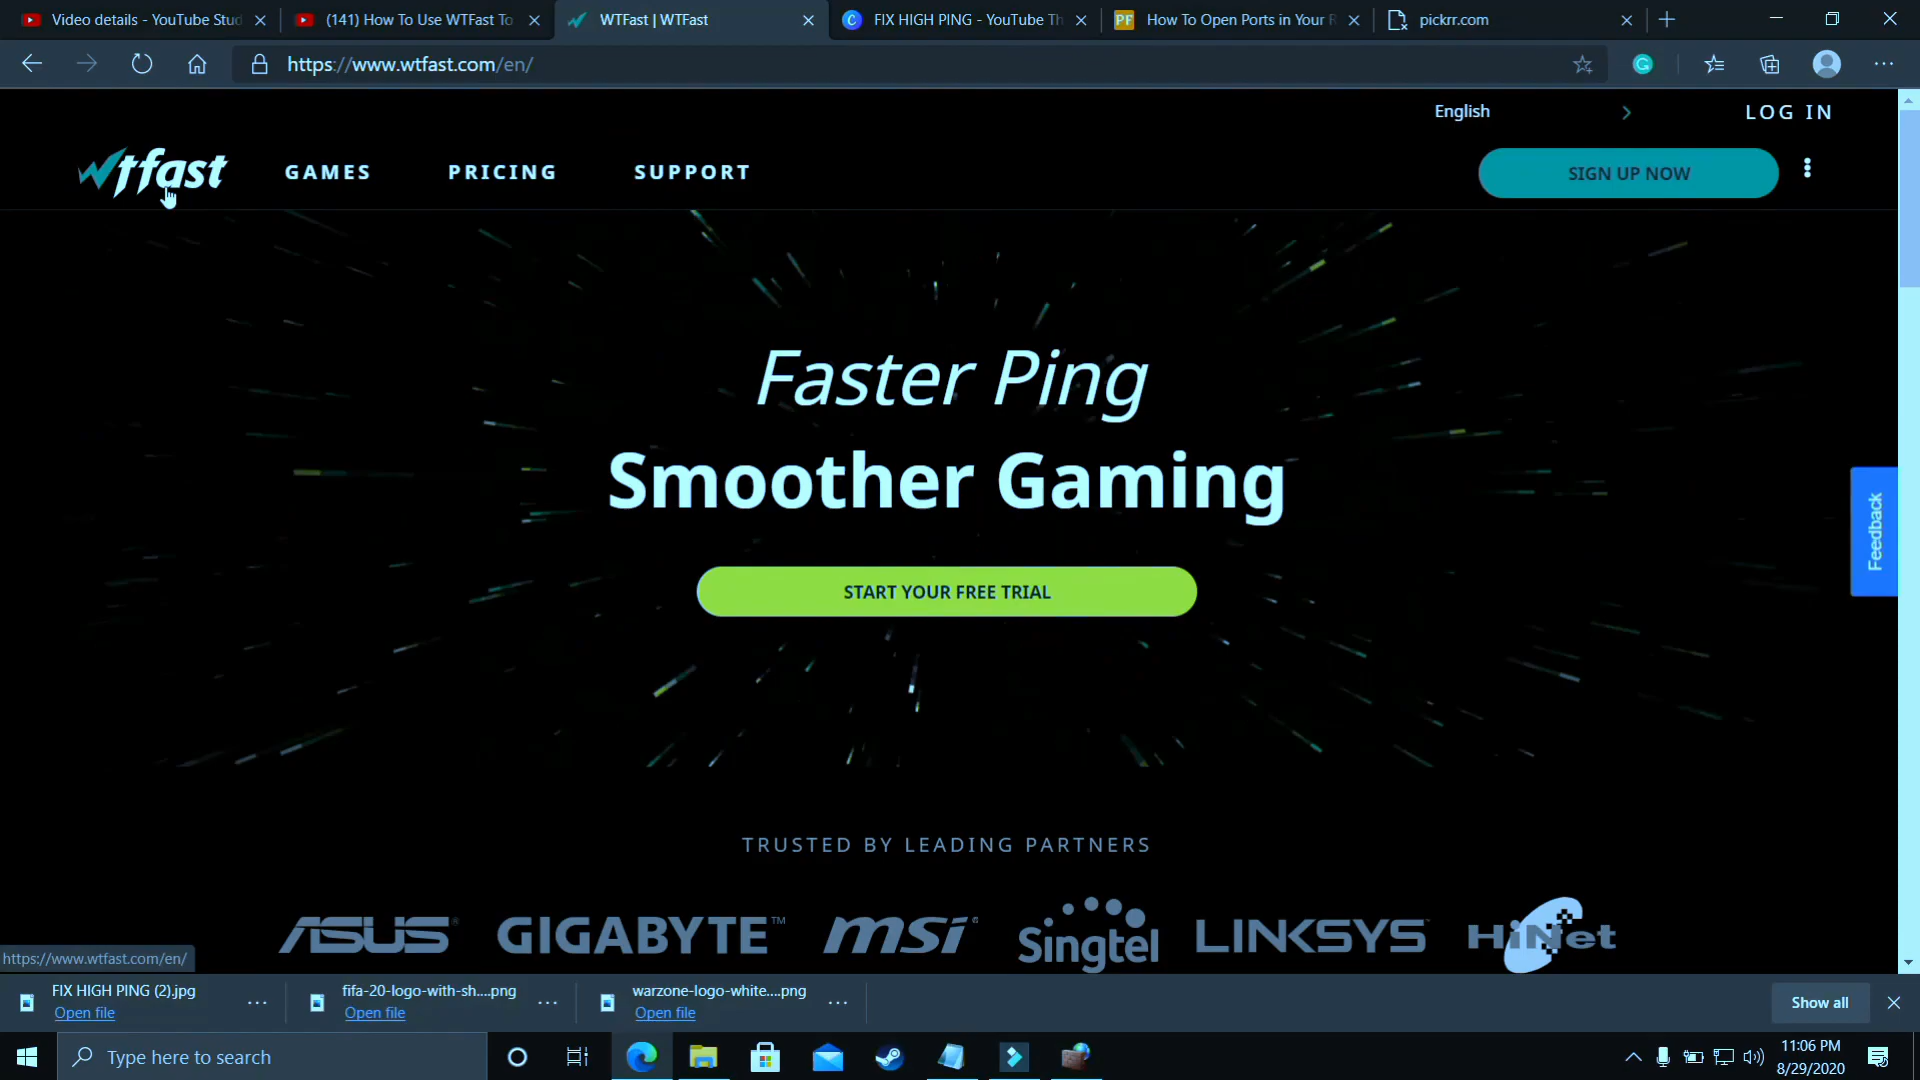 Video details - YouTube Stud
(141) How To Use WTFast To
WTFast | WTFast
FIX HIGH PING - YouTube Th
How To Open Ports in Your R
pickrr.com
https://www.wtfast.com/en/
English
LOG IN
wtfast
GAMES
PRICING
SUPPORT
SIGN UP NOW
Faster Ping
Smoother Gaming
START YOUR FREE TRIAL
Feedback
TRUSTED BY LEADING PARTNERS
ASUS
GIGABYTE™
msi
Singtel
LINKSYS
HiNet
https://www.wtfast.com/en/
FIX HIGH PING (2).jpg
Open file
fifa-20-logo-with-sh....png
Open file
warzone-logo-white....png
Open file
Show all
Type here to search
11:06 PM
8/29/2020